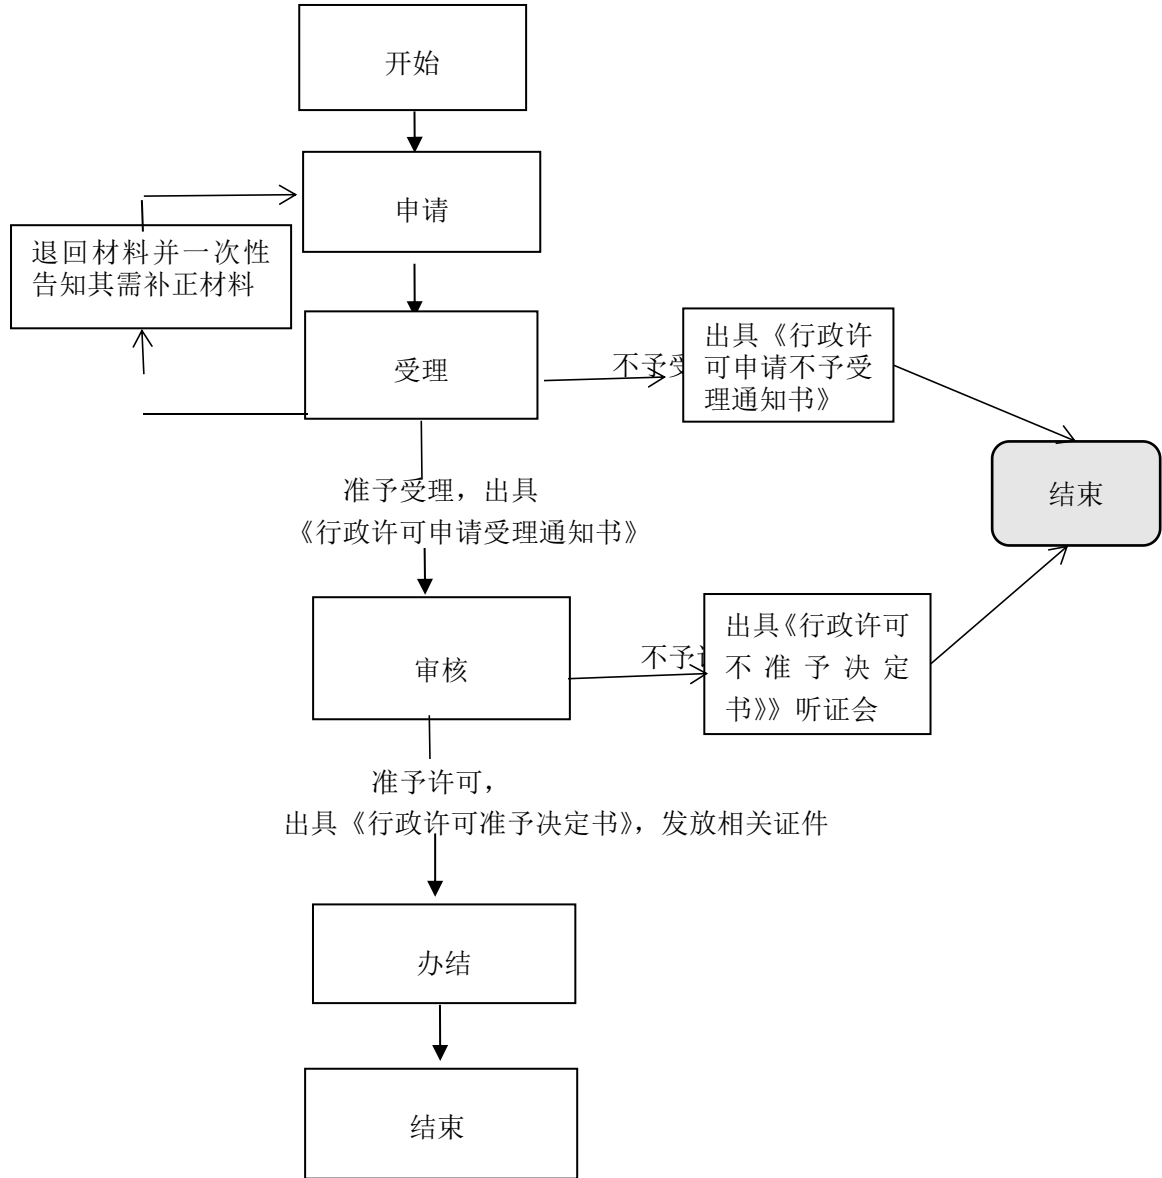 开始
申请
退回材料并一次性
告知其需补正材料
受理
不予受
出具《行政许
可申请不予受
理通知书》
结束
准予受理，出具
《行政许可申请受理通知书》
审核
不予
出具《行政许可
不准予决定
书》》听证会
准予许可，
出具《行政许可准予决定书》，发放相关证件
办结
结束